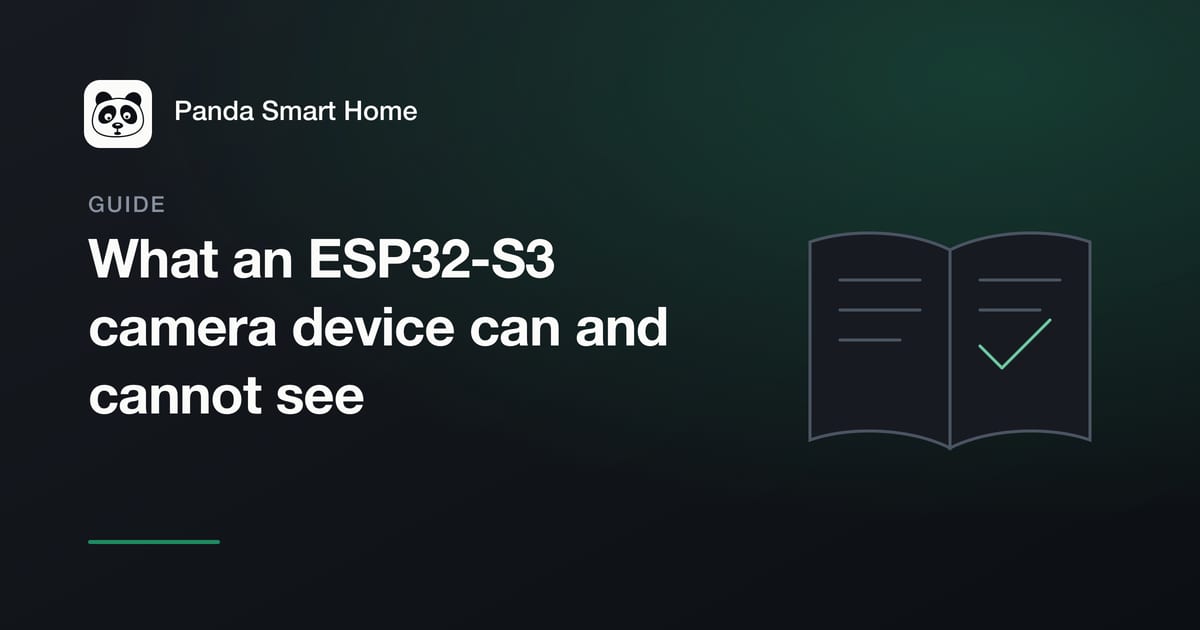 Panda Smart Home
GUIDE
What an ESP32-S3
camera device can and
cannot see